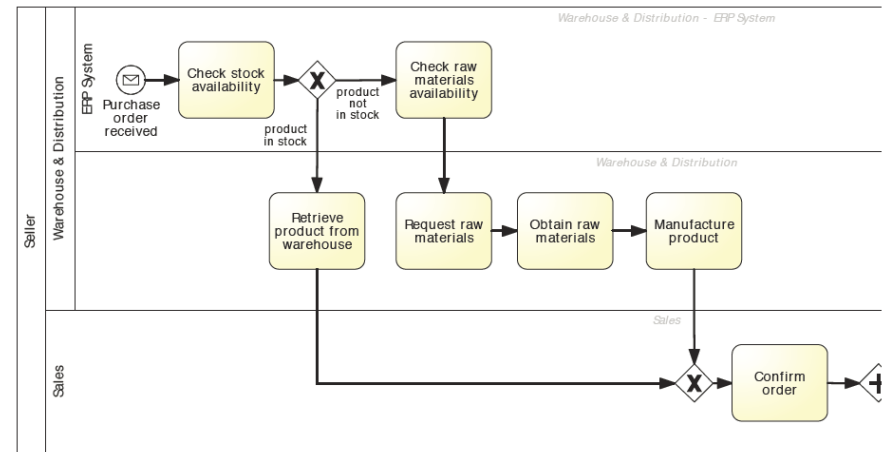 Warehouse & Distribution - ERP System
Seller
Warehouse & Distribution
ERP System
Purchase
order
received
Check stock
availability
X
product
not
in stock
product
in stock
Check raw
materials
availability
Warehouse & Distribution
Retrieve
product from
warehouse
Request raw
materials
Obtain raw
materials
Manufacture
product
Sales
Sales
X
Confirm
order